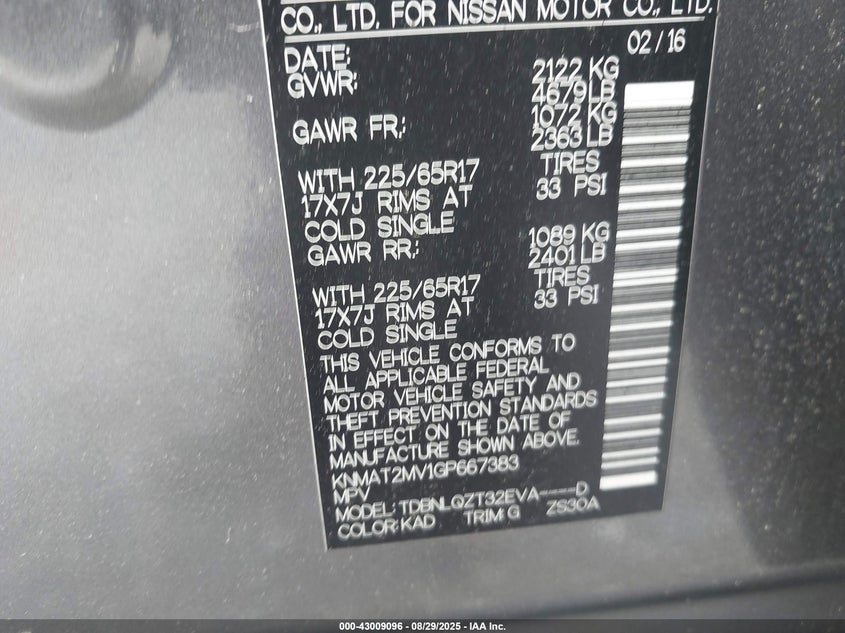 CO., LTD. FOR NISSAN MOTOR CO., LTD.
DATE: 02/16
GVWR: 2122 KG
4679 LB
GAWR FR.: 1072 KG
2363 LB
WITH 225/65R17 TIRES
17X7J RIMS AT 33 PSI
COLD SINGLE
GAWR RR.: 1089 KG
2401 LB
WITH 225/65R17 TIRES
17X7J RIMS AT 33 PSI
COLD SINGLE
THIS VEHICLE CONFORMS TO
ALL APPLICABLE FEDERAL
MOTOR VEHICLE SAFETY AND
THEFT PREVENTION STANDARDS
IN EFFECT ON THE DATE OF
MANUFACTURE SHOWN ABOVE.
KNMAT2MV1GP667383
MPV
MODEL: TDBNLQZT32EVA----D
COLOR: KAD TRIM: G ZS30A
000-43009096 - 08/29/2025 - IAA Inc.